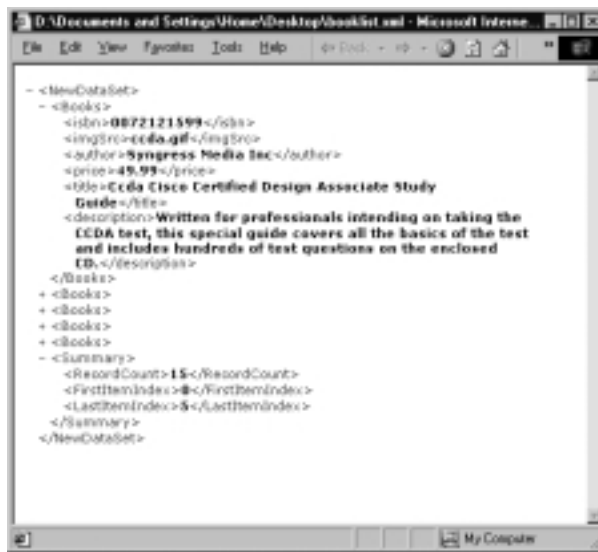 D:\Documents and Settings\Home\Desktop\booklist.xml - Microsoft Interne...
File Edit View Favorites Tools Help Back
- <NewDataSet>
- <Books>
<isbn>0072121599</isbn>
<imgSrc>ccda.gif</imgSrc>
<author>Syngress Media Inc</author>
<price>49.99</price>
<title>Ccda Cisco Certified Design Associate Study
Guide</title>
<description>Written for professionals intending on taking the
CCDA test, this special guide covers all the basics of the test
and includes hundreds of test questions on the enclosed
CD.</description>
</Books>
+ <Books>
+ <Books>
+ <Books>
+ <Books>
- <Summary>
<RecordCount>15</RecordCount>
<FirstItemIndex>0</FirstItemIndex>
<LastItemIndex>5</LastItemIndex>
</Summary>
</NewDataSet>
My Computer